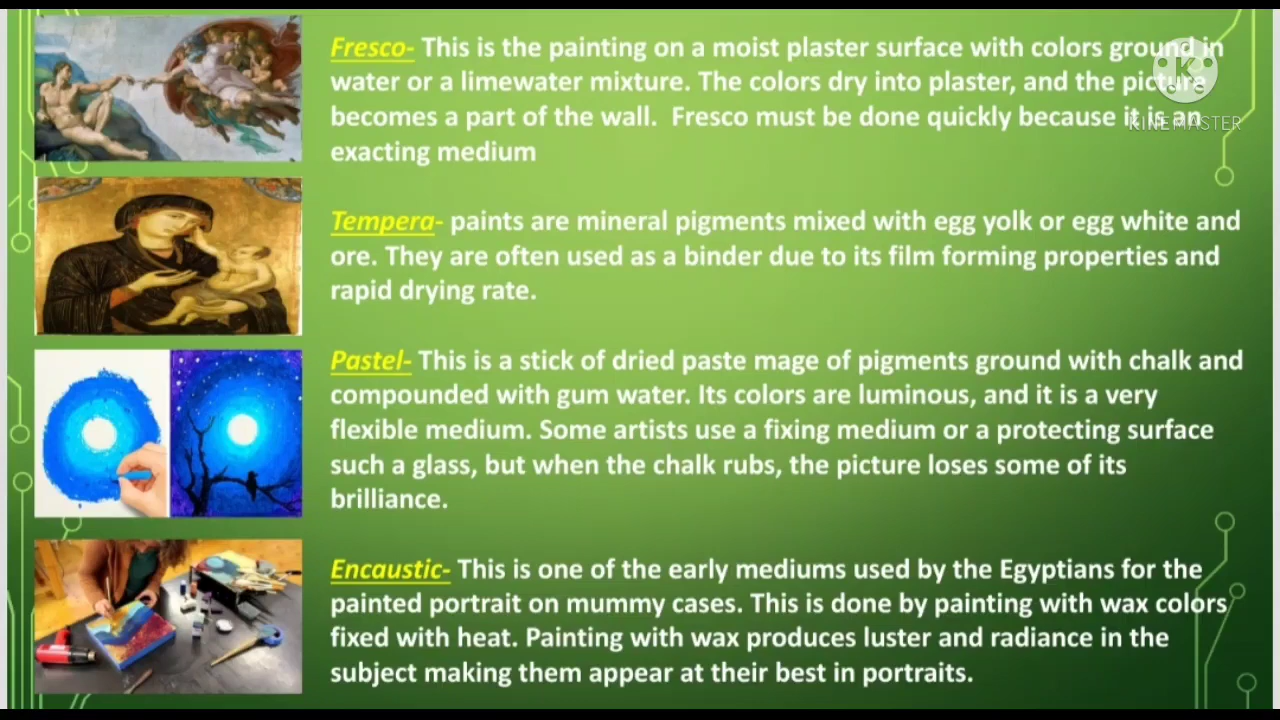 Fresco- This is the painting on a moist plaster surface with colors ground in
water or a limewater mixture. The colors dry into plaster, and the picture
becomes a part of the wall. Fresco must be done quickly because it is an
exacting medium
K
KINEMASTER
Tempera- paints are mineral pigments mixed with egg yolk or egg white and
ore. They are often used as a binder due to its film forming properties and
rapid drying rate.
Pastel- This is a stick of dried paste mage of pigments ground with chalk and
compounded with gum water. Its colors are luminous, and it is a very
flexible medium. Some artists use a fixing medium or a protecting surface
such a glass, but when the chalk rubs, the picture loses some of its
brilliance.
Encaustic- This is one of the early mediums used by the Egyptians for the
painted portrait on mummy cases. This is done by painting with wax colors
fixed with heat. Painting with wax produces luster and radiance in the
subject making them appear at their best in portraits.